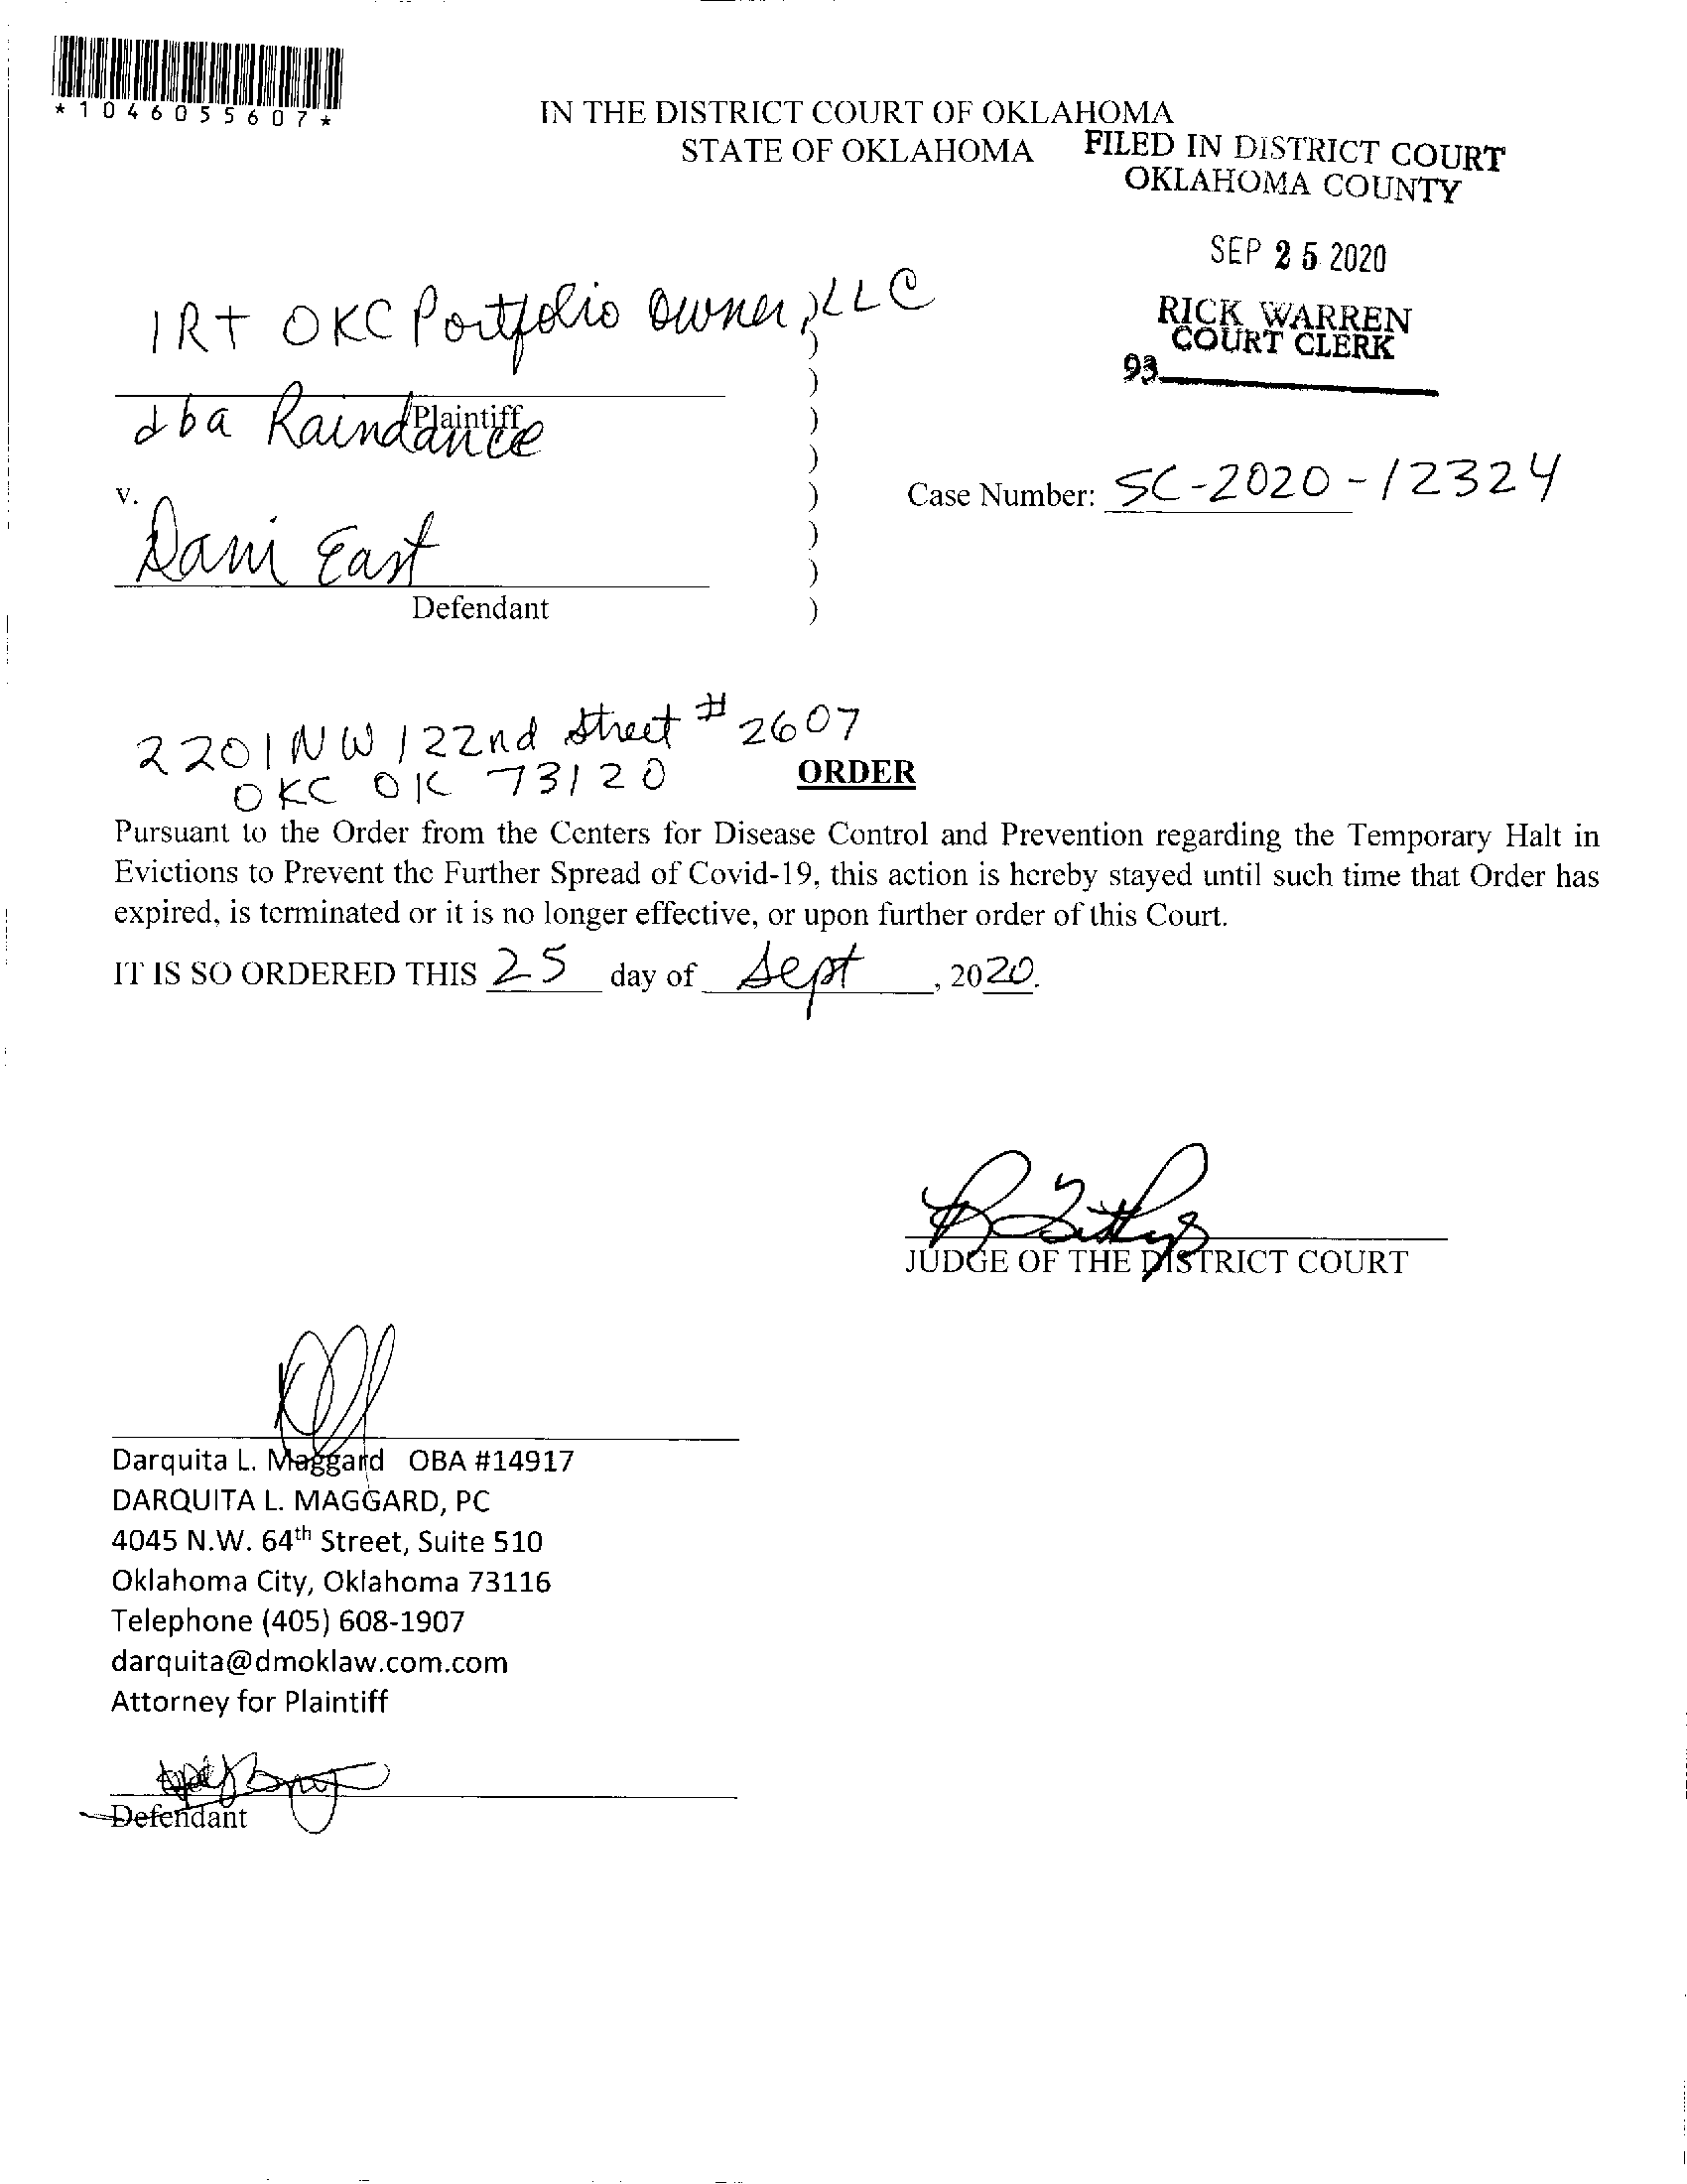 *1046055607*
IN THE DISTRICT COURT OF OKLAHOMA
STATE OF OKLAHOMA
FILED IN DISTRICT COURT
OKLAHOMA COUNTY
SEP 25 2020
RICK WARREN
COURT CLERK
93
IRT OKC Portfolio Owner, LLC
)
)
dba Raindance
Plaintiff
)
)
v.
)
Case Number: SC-2020-12324
)
Dani East
)
Defendant
)
2201 NW 122nd Street #2607
OKC OK 73120
ORDER
Pursuant to the Order from the Centers for Disease Control and Prevention regarding the Temporary Halt in
Evictions to Prevent the Further Spread of Covid-19, this action is hereby stayed until such time that Order has
expired, is terminated or it is no longer effective, or upon further order of this Court.
IT IS SO ORDERED THIS 25 day of Sept, 2020.
JUDGE OF THE DISTRICT COURT
Darquita L. Maggard OBA #14917
DARQUITA L. MAGGARD, PC
4045 N.W. 64th Street, Suite 510
Oklahoma City, Oklahoma 73116
Telephone (405) 608-1907
darquita@dmoklaw.com.com
Attorney for Plaintiff
Defendant